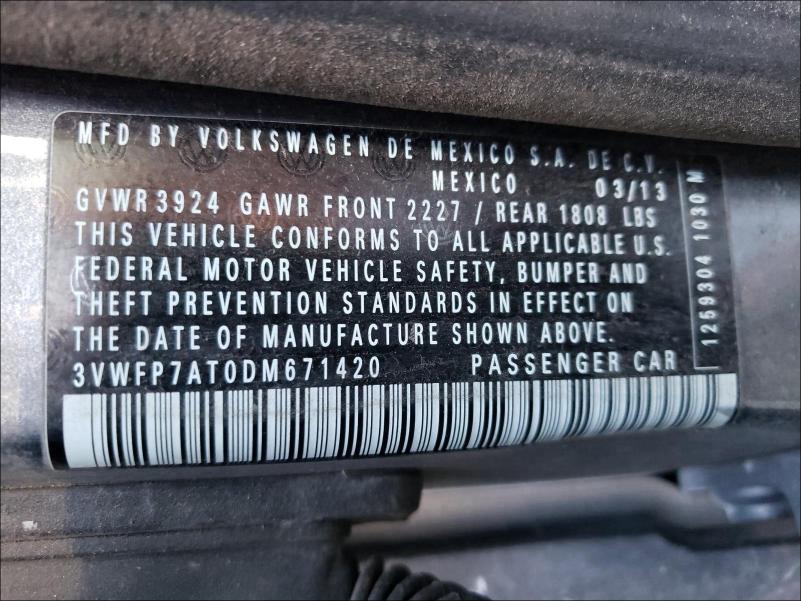 MFD BY VOLKSWAGEN DE MEXICO S.A. DE C.V.
MEXICO 03/13
GVWR 3924 GAWR FRONT 2227 / REAR 1808 LBS
THIS VEHICLE CONFORMS TO ALL APPLICABLE U.S.
FEDERAL MOTOR VEHICLE SAFETY, BUMPER AND
THEFT PREVENTION STANDARDS IN EFFECT ON
THE DATE OF MANUFACTURE SHOWN ABOVE.
3VWFP7AT0DM671420 PASSENGER CAR
1259304 1030 M